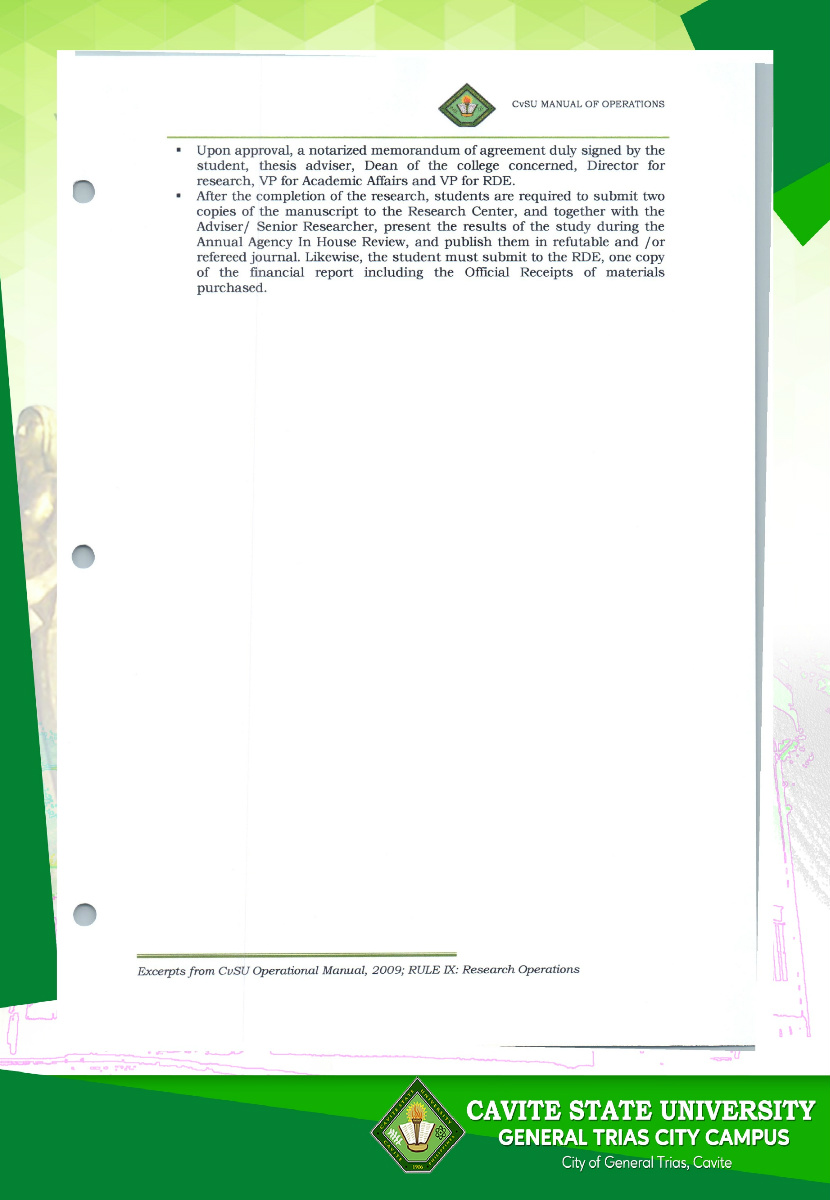 CvSU MANUAL OF OPERATIONS
▪ Upon approval, a notarized memorandum of agreement duly signed by the
student, thesis adviser, Dean of the college concerned, Director for
research, VP for Academic Affairs and VP for RDE.
▪ After the completion of the research, students are required to submit two
copies of the manuscript to the Research Center, and together with the
Adviser/ Senior Researcher, present the results of the study during the
Annual Agency In House Review, and publish them in refutable and /or
refereed journal. Likewise, the student must submit to the RDE, one copy
of the financial report including the Official Receipts of materials
purchased.
Excerpts from CvSU Operational Manual, 2009; RULE IX: Research Operations
1906
CAVITE STATE UNIVERSITY
GENERAL TRIAS CITY CAMPUS
City of General Trias, Cavite